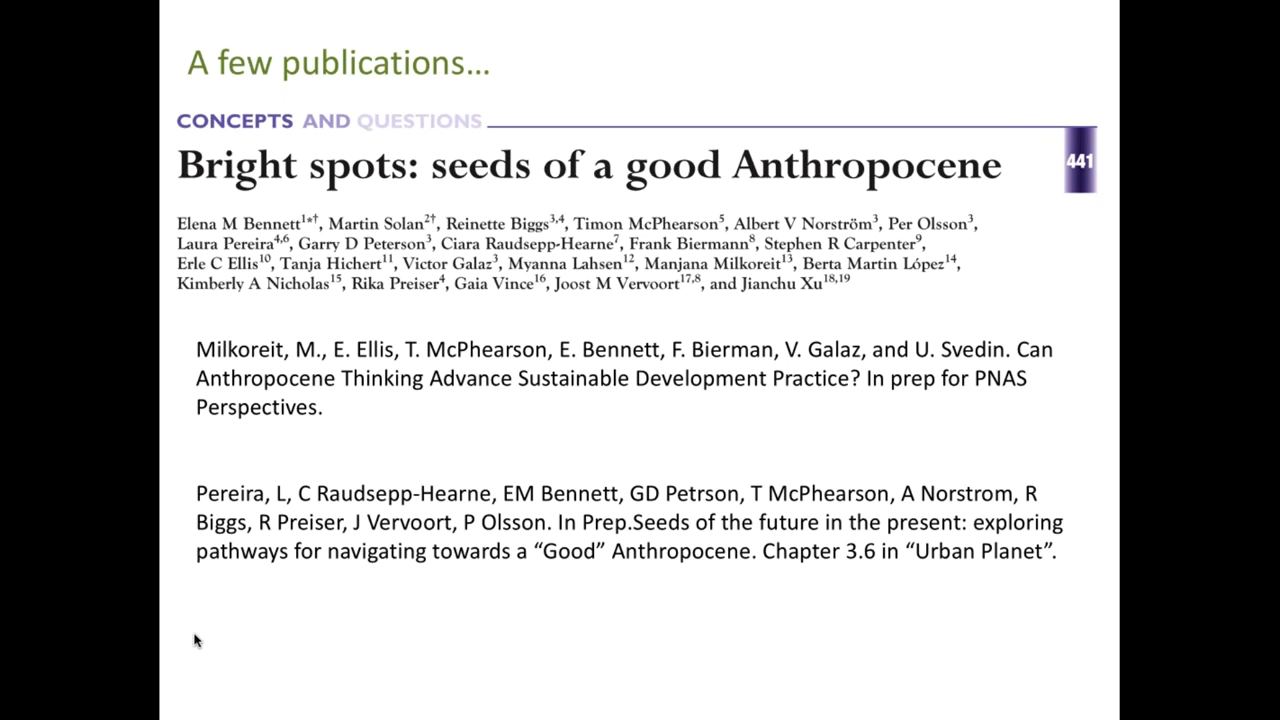 A few publications...
CONCEPTS AND QUESTIONS
Bright spots: seeds of a good Anthropocene
441
Elena M Bennett1*†, Martin Solan2†, Reinette Biggs3,4, Timon McPhearson5, Albert V Norström3, Per Olsson3,
Laura Pereira4,6, Garry D Peterson3, Ciara Raudsepp-Hearne7, Frank Biermann8, Stephen R Carpenter9,
Erle C Ellis10, Tanja Hichert11, Victor Galaz3, Myanna Lahsen12, Manjana Milkoreit13, Berta Martin López14,
Kimberly A Nicholas15, Rika Preiser4, Gaia Vince16, Joost M Vervoort17,8, and Jianchu Xu18,19
Milkoreit, M., E. Ellis, T. McPhearson, E. Bennett, F. Bierman, V. Galaz, and U. Svedin. Can
Anthropocene Thinking Advance Sustainable Development Practice? In prep for PNAS
Perspectives.
Pereira, L, C Raudsepp-Hearne, EM Bennett, GD Petrson, T McPhearson, A Norstrom, R
Biggs, R Preiser, J Vervoort, P Olsson. In Prep.Seeds of the future in the present: exploring
pathways for navigating towards a “Good” Anthropocene. Chapter 3.6 in “Urban Planet”.